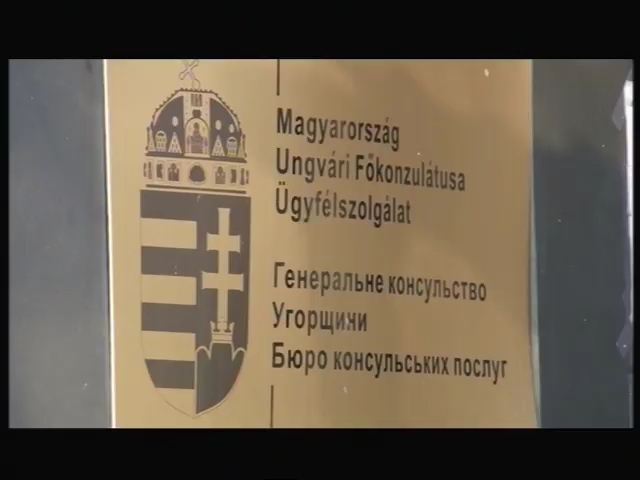 Magyarország
Ungvári Főkonzulátusa
Ügyfélszolgálat
Генеральне консульство
Угорщини
Бюро консульських послуг